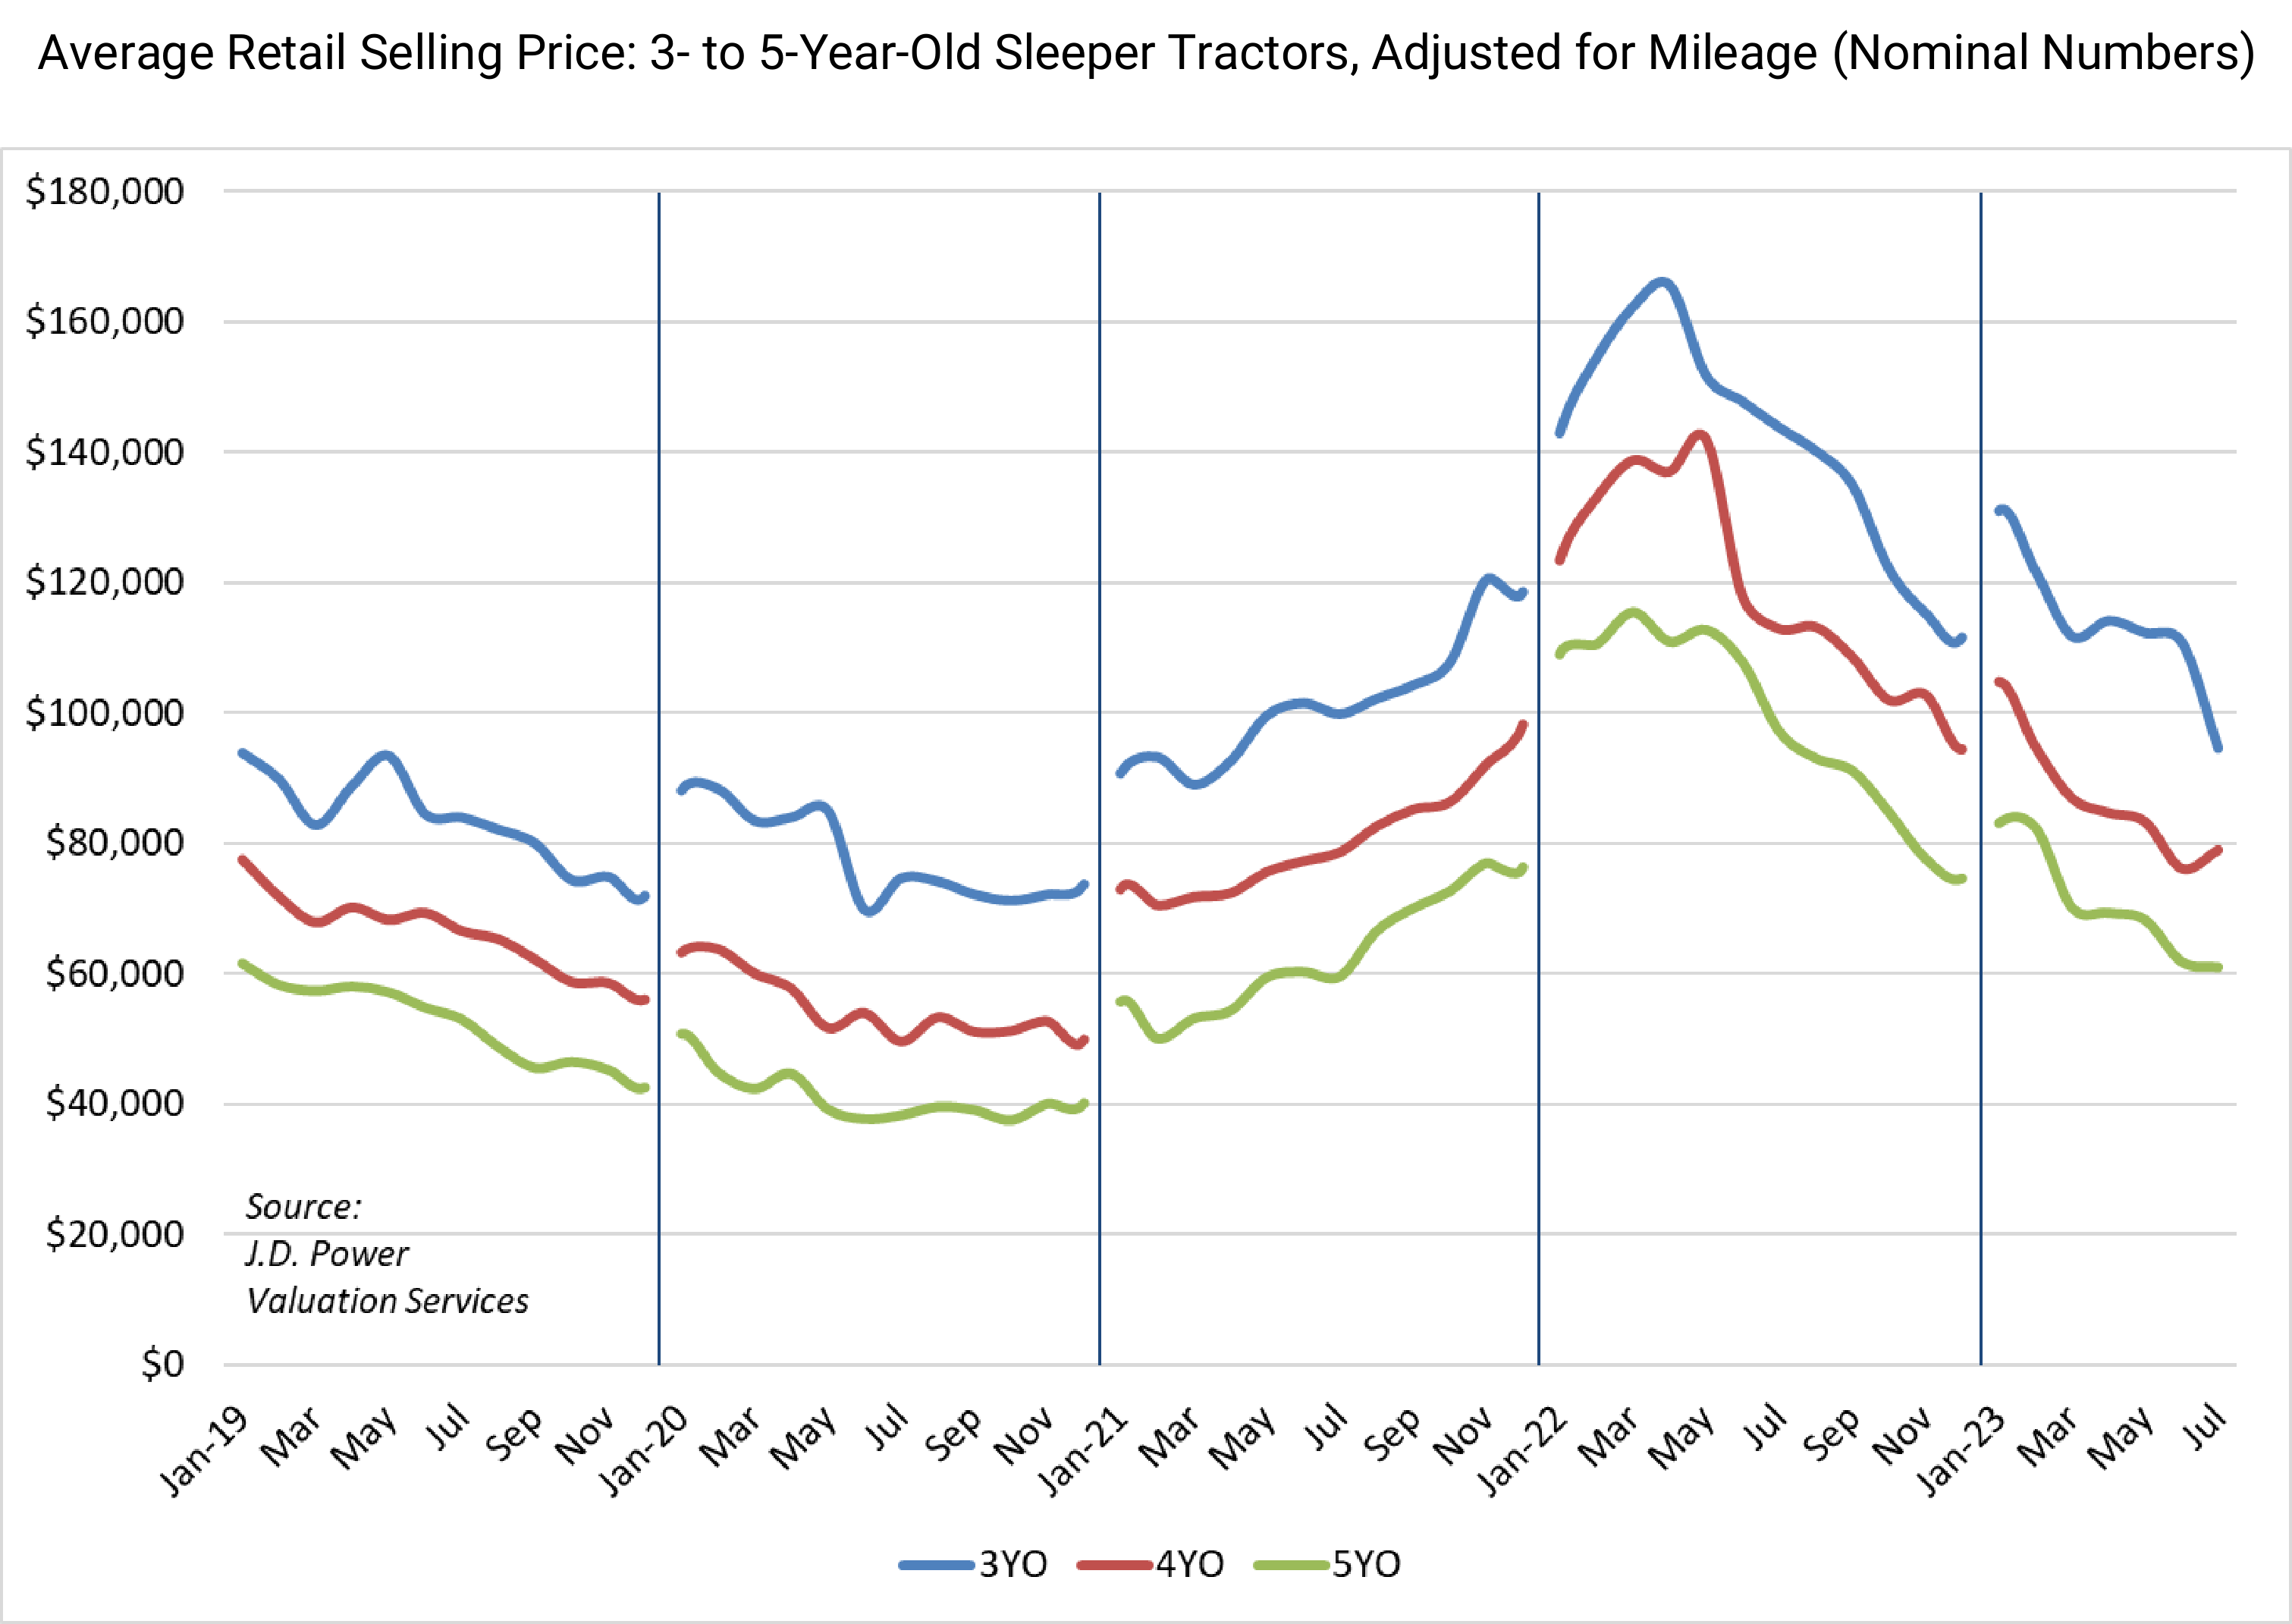 Average Retail Selling Price: 3- to 5-Year-Old Sleeper Tractors, Adjusted for Mileage (Nominal Numbers)
$180,000
$160,000
$140,000
$120,000
$100,000
$80,000
$60,000
$40,000
$20,000
$0
Source:
J.D. Power
Valuation Services
Jan-19 Mar May Jul Sep Nov Jan-20 Mar May Jul Sep Nov Jan-21 Mar May Jul Sep Nov Jan-22 Mar May Jul Sep Nov Jan-23 Mar May Jul
3YO 4YO 5YO